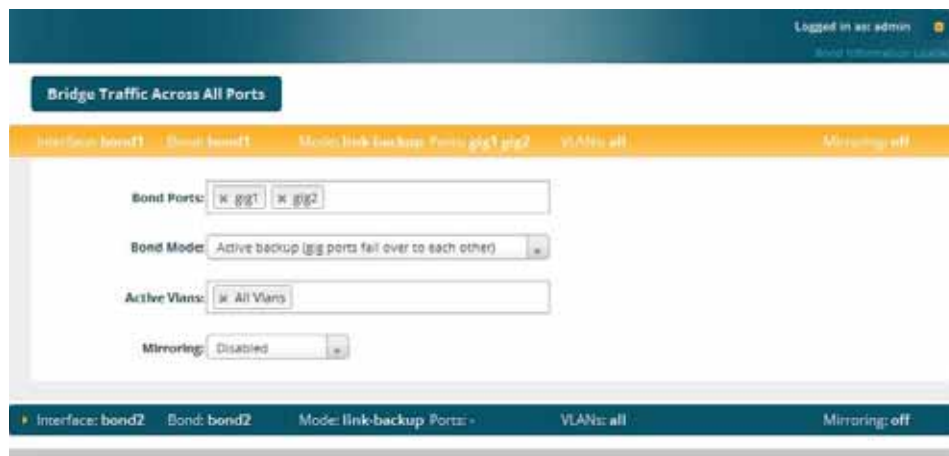 Logged in as: admin
Bridge Traffic Across All Ports
Interface: bond1 Bond: bond1 Mode: link-backup Ports: gig1 gig2 VLANs: all Mirroring: off
Bond Ports: × gig1 × gig2
Bond Mode: Active backup (gig ports fail over to each other)
Active Vlans: × All Vlans
Mirroring: Disabled
Interface: bond2 Bond: bond2 Mode: link-backup Ports: - VLANs: all Mirroring: off